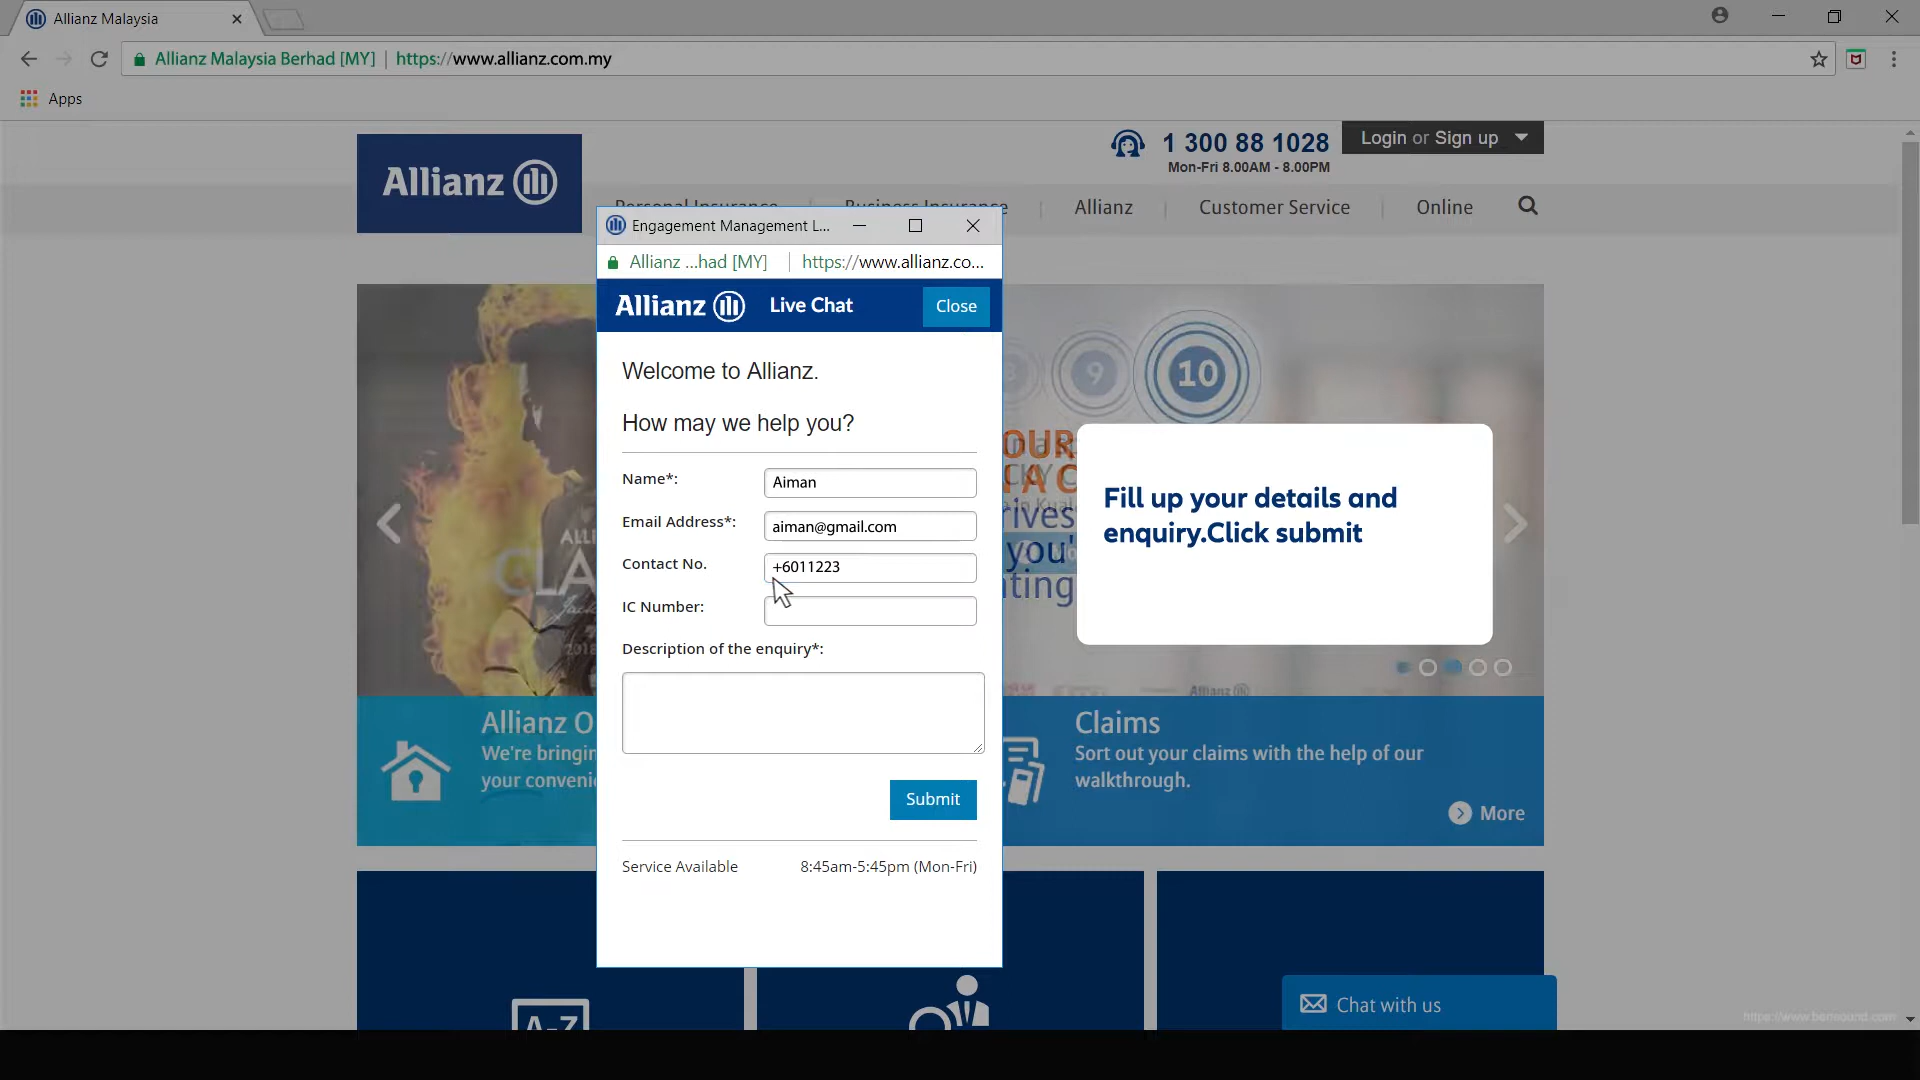 Allianz Malaysia
Allianz Malaysia Berhad [MY] https://www.allianz.com.my
Apps
Allianz
1 300 88 1028
Mon-Fri 8.00AM - 8.00PM
Login or Sign up
Personal Insurance Business Insurance Allianz Customer Service Online
Engagement Management L...
Allianz ...had [MY] https://www.allianz.co...
Allianz Live Chat Close
Welcome to Allianz.
How may we help you?
Name*: Aiman
Email Address*: aiman@gmail.com
Contact No. +6011223
IC Number:
Description of the enquiry*:
Submit
Service Available 8:45am-5:45pm (Mon-Fri)
9 10
Fill up your details and
enquiry.Click submit
Allianz O
We're bringin
your conveni
Claims
Sort out your claims with the help of our
walkthrough.
More
A-Z
Chat with us